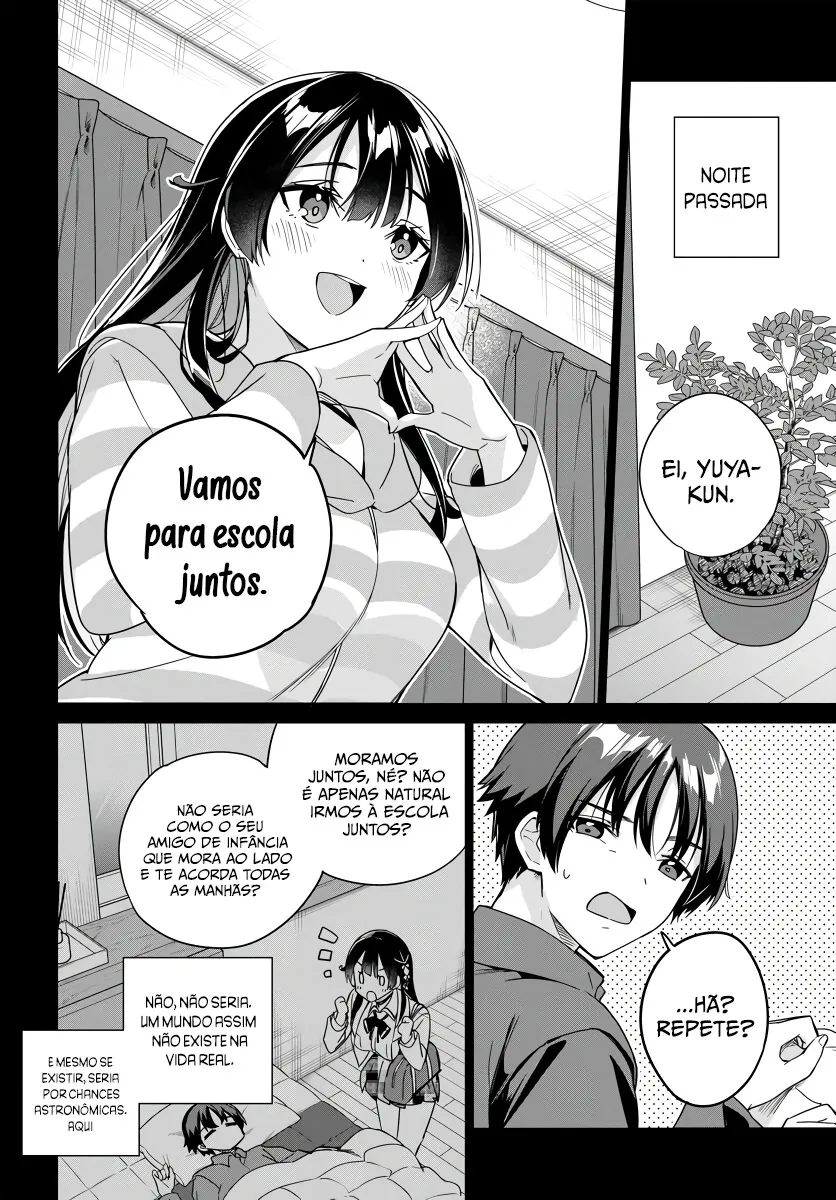 NOITE
PASSADA
EI, YUYA-
KUN.
Vamos
para escola
juntos.
...HÃ?
REPETE?
MORAMOS
JUNTOS, NÉ? NÃO
É APENAS NATURAL
IRMOS À ESCOLA
JUNTOS?
NÃO SERIA
COMO O SEU
AMIGO DE INFÂNCIA
QUE MORA AO LADO
E TE ACORDA TODAS
AS MANHÃS?
NÃO, NÃO SERIA.
UM MUNDO ASSIM
NÃO EXISTE NA
VIDA REAL.
E MESMO SE
EXISTIR, SERIA
POR CHANCES
ASTRONÔMICAS.
AQUI